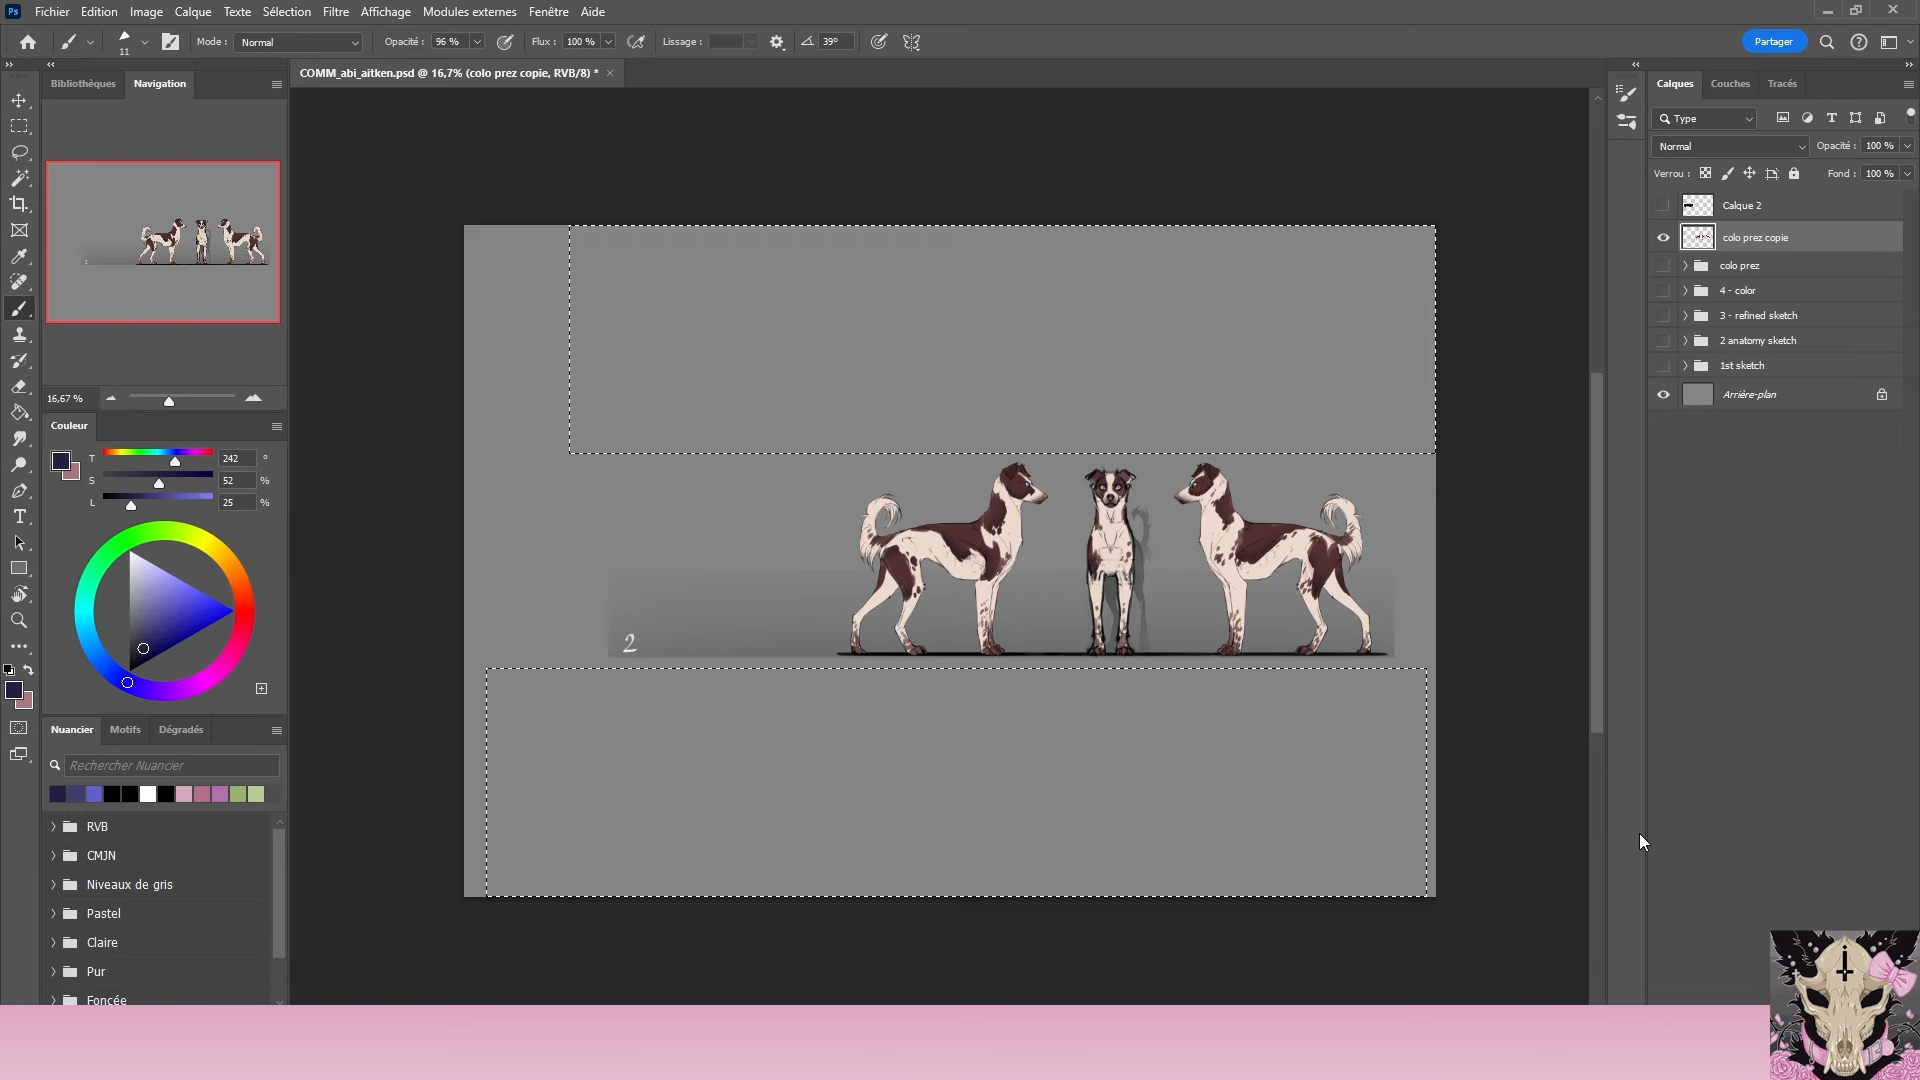 Ps Fichier Edition Image Calque Texte Sélection Filtre Affichage Modules externes Fenêtre Aide
11 Mode : Normal Opacité : 96 % Flux : 100 % Lissage : 39° Partager
Bibliothèques Navigation
COMM_abi_aitken.psd @ 16,7% (colo prez copie, RVB/8) *
16,67 %
Couleur
T 242 °
S 52 %
L 25 %
Nuancier Motifs Dégradés
Rechercher Nuancier
RVB
CMJN
Niveaux de gris
Pastel
Claire
Pur
Foncée
2
Calques Couches Tracés
Type
Normal Opacité : 100 %
Verrou : Fond : 100 %
Calque 2
colo prez copie
colo prez
4 - color
3 - refined sketch
2 anatomy sketch
1st sketch
Arrière-plan